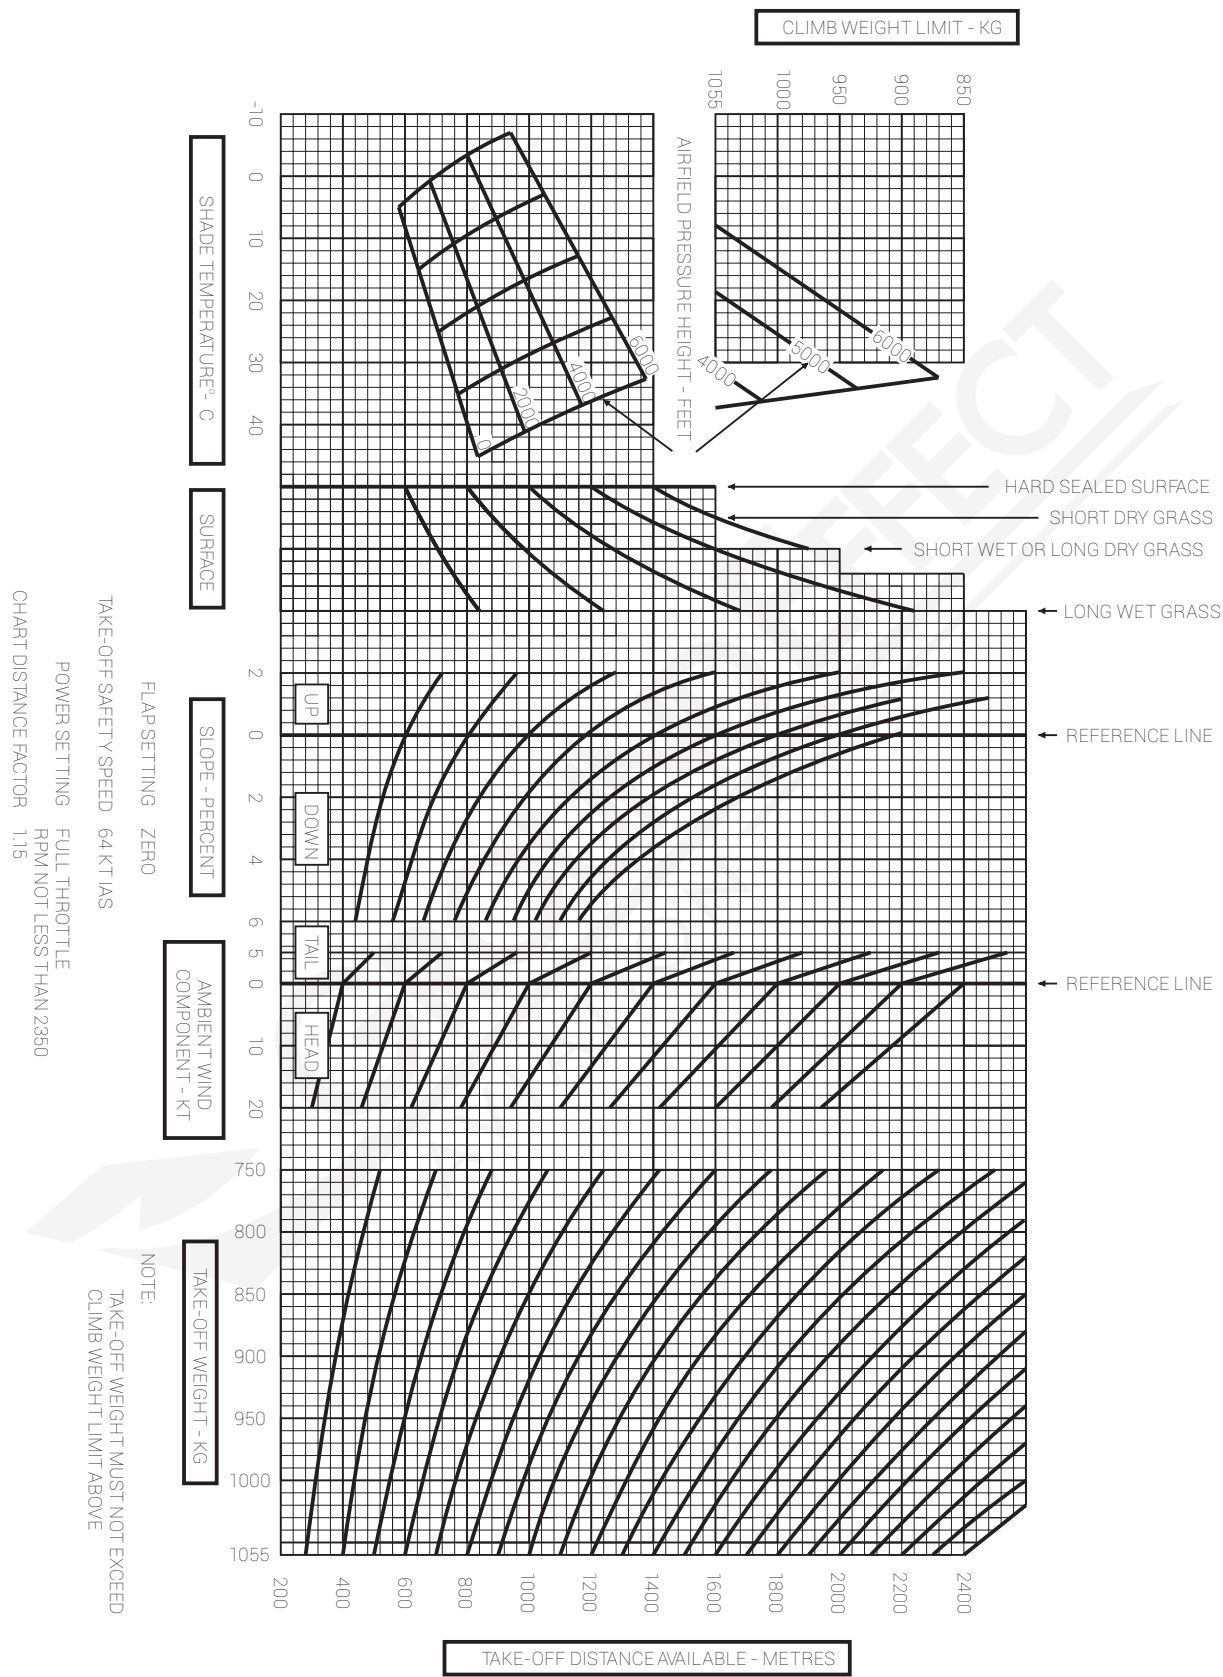 CLIMB WEIGHT LIMIT - KG
1055
1000
950
900
850
-10
0
10
20
30
40
SHADE TEMPERATURE°- C
AIRFIELD PRESSURE HEIGHT - FEET
0
2000
4000
6000
4000
5000
6000
HARD SEALED SURFACE
SHORT DRY GRASS
SHORT WET OR LONG DRY GRASS
LONG WET GRASS
SURFACE
2
0
2
4
6
UP
DOWN
SLOPE - PERCENT
REFERENCE LINE
5
0
10
20
TAIL
HEAD
AMBIENT WIND
COMPONENT - KT
REFERENCE LINE
FLAP SETTING ZERO
TAKE-OFF SAFETY SPEED 64 KT IAS
POWER SETTING FULL THROTTLE
RPM NOT LESS THAN 2350
CHART DISTANCE FACTOR 1.15
750
800
850
900
950
1000
1055
TAKE-OFF WEIGHT - KG
NOTE:
TAKE-OFF WEIGHT MUST NOT EXCEED
CLIMB WEIGHT LIMIT ABOVE
200
400
600
800
1000
1200
1400
1600
1800
2000
2200
2400
TAKE-OFF DISTANCE AVAILABLE - METRES